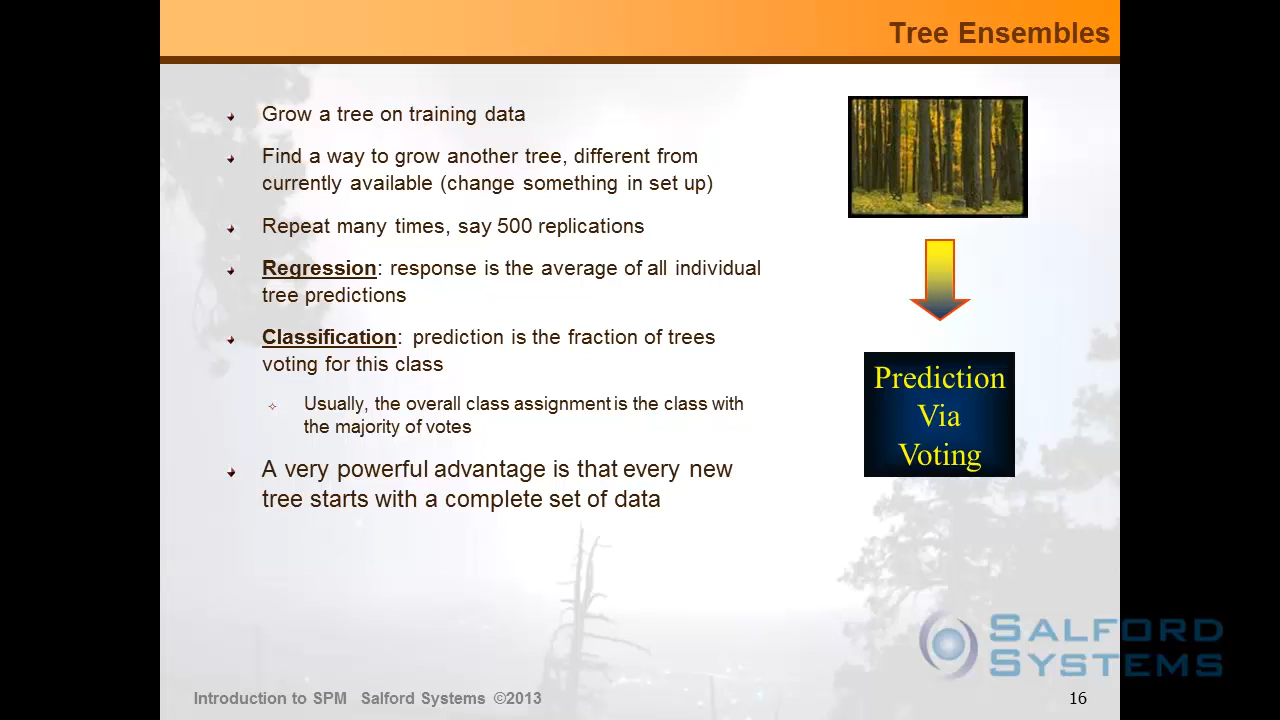 Tree Ensembles
Grow a tree on training data
Find a way to grow another tree, different from
currently available (change something in set up)
Repeat many times, say 500 replications
Regression: response is the average of all individual
tree predictions
Classification: prediction is the fraction of trees
voting for this class
Usually, the overall class assignment is the class with
the majority of votes
A very powerful advantage is that every new
tree starts with a complete set of data
Prediction
Via
Voting
SALFORD
SYSTEMS
Introduction to SPM Salford Systems ©2013
16